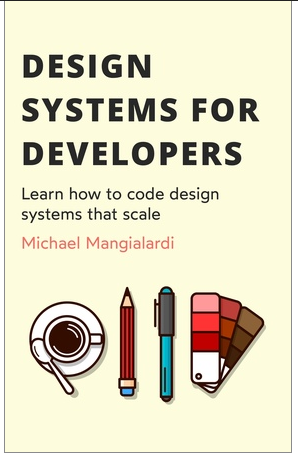 DESIGN
SYSTEMS FOR
DEVELOPERS
Learn how to code design
systems that scale
Michael Mangialardi